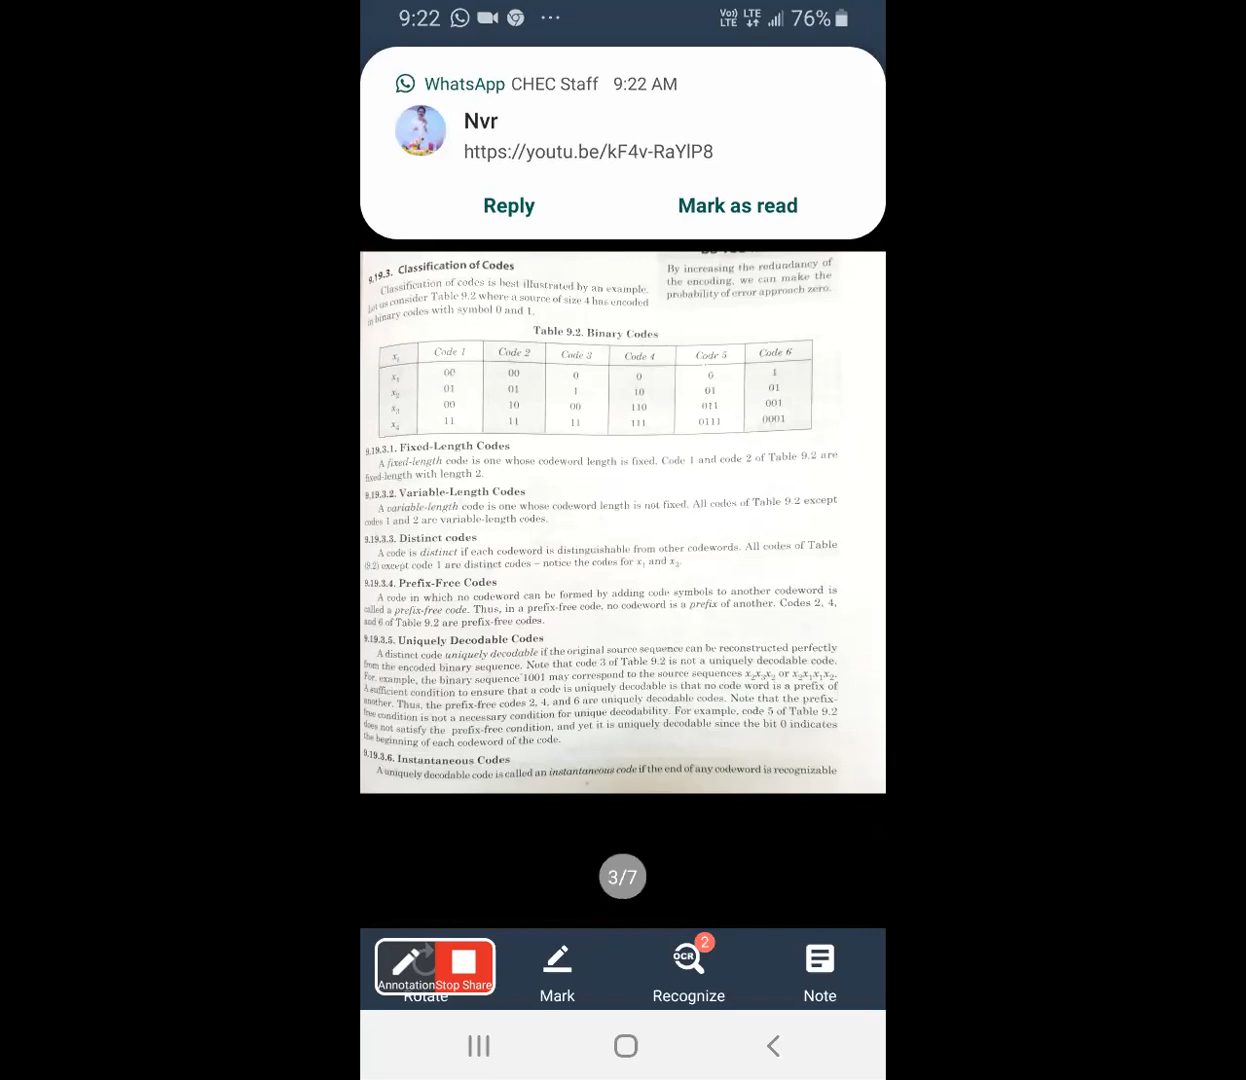 9:22 ... Vo) LTE LTE 76%
WhatsApp CHEC Staff 9:22 AM
Nvr
https://youtu.be/kF4v-RaYlP8
Reply Mark as read
9.19.3. Classification of Codes
Classification of codes is best illustrated by an example.
Let us consider Table 9.2 where a source of size 4 has encoded
in binary codes with symbol 0 and 1.
By increasing the redundancy of
the encoding, we can make the
probability of error approach zero.
Table 9.2. Binary Codes
xi Code 1 Code 2 Code 3 Code 4 Code 5 Code 6
x1 00 00 0 0 0 1
x2 01 01 1 10 01 01
x3 00 10 00 110 011 001
x4 11 11 11 111 0111 0001
9.19.3.1. Fixed-Length Codes
A fixed-length code is one whose codeword length is fixed. Code 1 and code 2 of Table 9.2 are
fixed-length with length 2.
9.19.3.2. Variable-Length Codes
A variable-length code is one whose codeword length is not fixed. All codes of Table 9.2 except
codes 1 and 2 are variable-length codes.
9.19.3.3. Distinct codes
A code is distinct if each codeword is distinguishable from other codewords. All codes of Table
(9.2) except code 1 are distinct codes – notice the codes for x1 and x3.
9.19.3.4. Prefix-Free Codes
A code in which no codeword can be formed by adding code symbols to another codeword is
called a prefix-free code. Thus, in a prefix-free code, no codeword is a prefix of another. Codes 2, 4,
and 6 of Table 9.2 are prefix-free codes.
9.19.3.5. Uniquely Decodable Codes
A distinct code uniquely decodable if the original source sequence can be reconstructed perfectly
from the encoded binary sequence. Note that code 3 of Table 9.2 is not a uniquely decodable code.
For example, the binary sequence 1001 may correspond to the source sequences x2x3x2 or x2x1x1x2.
A sufficient condition to ensure that a code is uniquely decodable is that no code word is a prefix of
another. Thus, the prefix-free codes 2, 4, and 6 are uniquely decodable codes. Note that the prefix-
free condition is not a necessary condition for unique decodability. For example, code 5 of Table 9.2
does not satisfy the prefix-free condition, and yet it is uniquely decodable since the bit 0 indicates
the beginning of each codeword of the code.
9.19.3.6. Instantaneous Codes
A uniquely decodable code is called an instantaneous code if the end of any codeword is recognizable
3/7
OCR 2
Annotation Stop Share
Rotate Mark Recognize Note